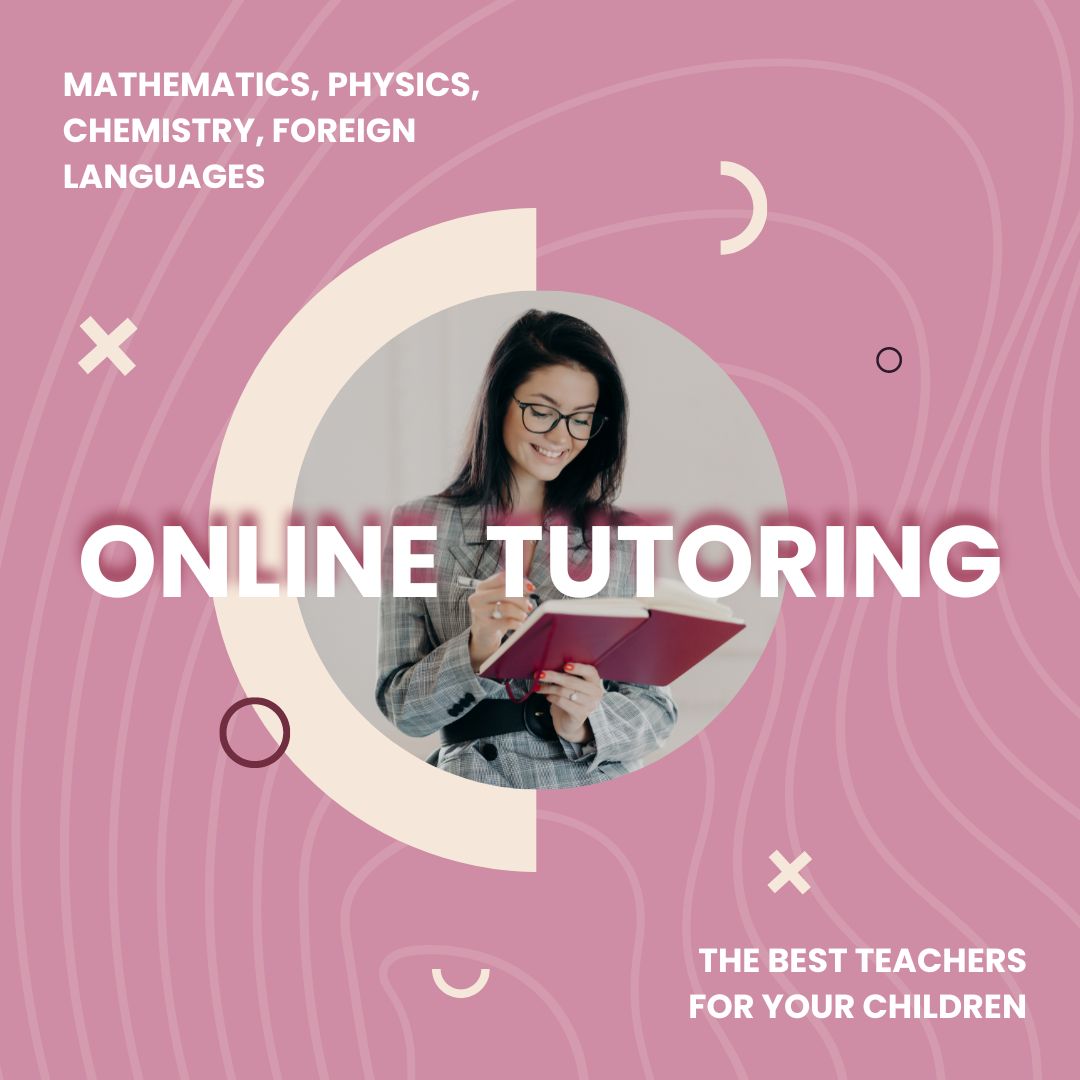 MATHEMATICS, PHYSICS,
CHEMISTRY, FOREIGN
LANGUAGES
ONLINE TUTORING
THE BEST TEACHERS
FOR YOUR CHILDREN